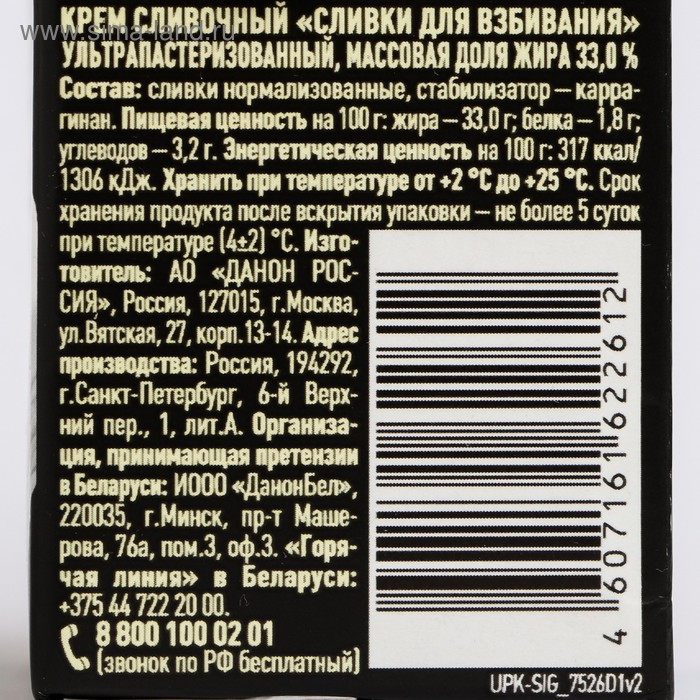 © www.sima-land.ru
КРЕМ СЛИВОЧНЫЙ «СЛИВКИ ДЛЯ ВЗБИВАНИЯ»
УЛЬТРАПАСТЕРИЗОВАННЫЙ, МАССОВАЯ ДОЛЯ ЖИРА 33,0 %
Состав: сливки нормализованные, стабилизатор – карра-
гинан. Пищевая ценность на 100 г: жира – 33,0 г; белка – 1,8 г;
углеводов – 3,2 г. Энергетическая ценность на 100 г: 317 ккал/
1306 кДж. Хранить при температуре от +2 °С до +25 °С. Срок
хранения продукта после вскрытия упаковки – не более 5 суток
при температуре (4±2) °С. Изго-
товитель: АО «ДАНОН РОС-
СИЯ», Россия, 127015, г.Москва,
ул.Вятская, 27, корп.13-14. Адрес
производства: Россия, 194292,
г.Санкт-Петербург, 6-й Верх-
ний пер., 1, лит.А. Организа-
ция, принимающая претензии
в Беларуси: ИООО «ДанонБел»,
220035, г.Минск, пр-т Маше-
рова, 76а, пом.3, оф.3. «Горя-
чая линия» в Беларуси:
+375 44 722 20 00.
8 800 100 02 01
(звонок по РФ бесплатный)
4 607161 622612
UPK-SIG_7526D1v2